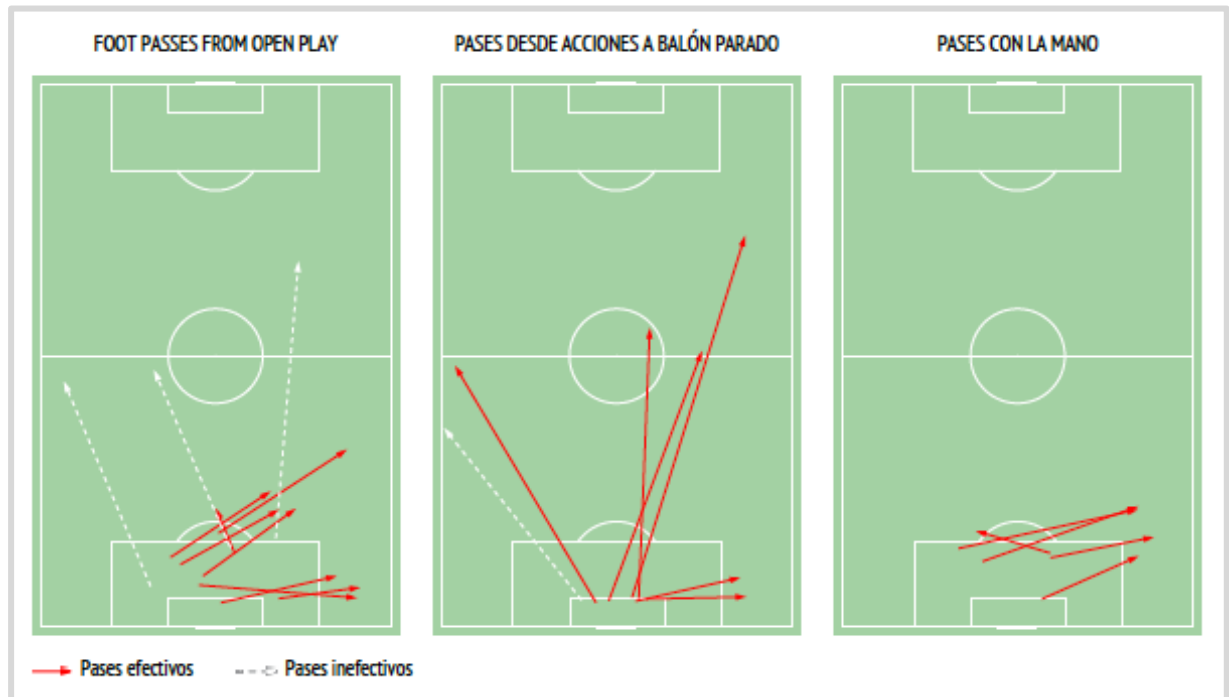 FOOT PASSES FROM OPEN PLAY
PASES DESDE ACCIONES A BALÓN PARADO
PASES CON LA MANO
Pases efectivos
Pases inefectivos